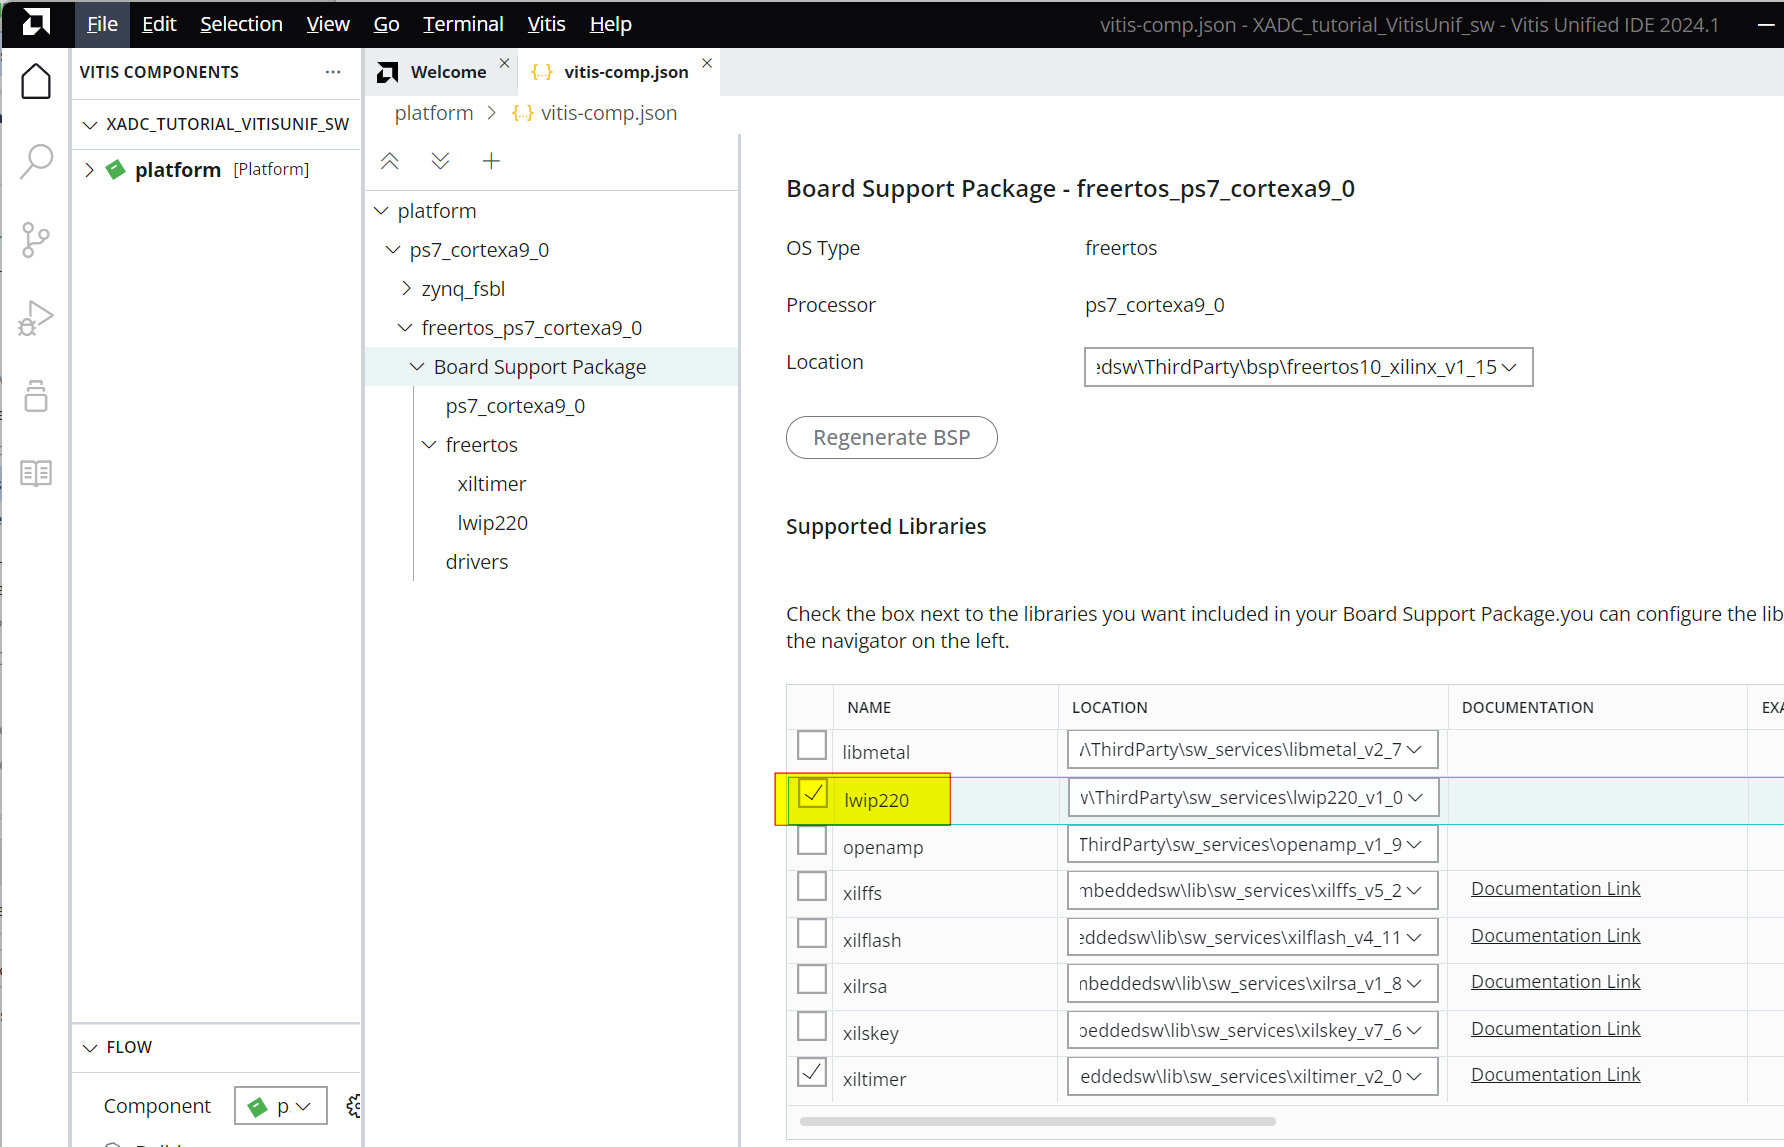 File Edit Selection View Go Terminal Vitis Help vitis-comp.json - XADC_tutorial_VitisUnif_sw - Vitis Unified IDE 2024.1
VITIS COMPONENTS ...
Welcome vitis-comp.json
platform > {..} vitis-comp.json
XADC_TUTORIAL_VITISUNIF_SW
platform [Platform]
platform
ps7_cortexa9_0
zynq_fsbl
freertos_ps7_cortexa9_0
Board Support Package
ps7_cortexa9_0
freertos
xiltimer
lwip220
drivers
Board Support Package - freertos_ps7_cortexa9_0
OS Type freertos
Processor ps7_cortexa9_0
Location edsw\ThirdParty\bsp\freertos10_xilinx_v1_15
Regenerate BSP
Supported Libraries
Check the box next to the libraries you want included in your Board Support Package.you can configure the lib
the navigator on the left.
NAME LOCATION DOCUMENTATION EXA
libmetal \ThirdParty\sw_services\libmetal_v2_7
lwip220 \ThirdParty\sw_services\lwip220_v1_0
openamp ThirdParty\sw_services\openamp_v1_9
xilffs mbeddedsw\lib\sw_services\xilffs_v5_2 Documentation Link
xilflash eddedsw\lib\sw_services\xilflash_v4_11 Documentation Link
xilrsa mbeddedsw\lib\sw_services\xilrsa_v1_8 Documentation Link
xilskey beddedsw\lib\sw_services\xilskey_v7_6 Documentation Link
xiltimer eddedsw\lib\sw_services\xiltimer_v2_0 Documentation Link
FLOW
Component p.